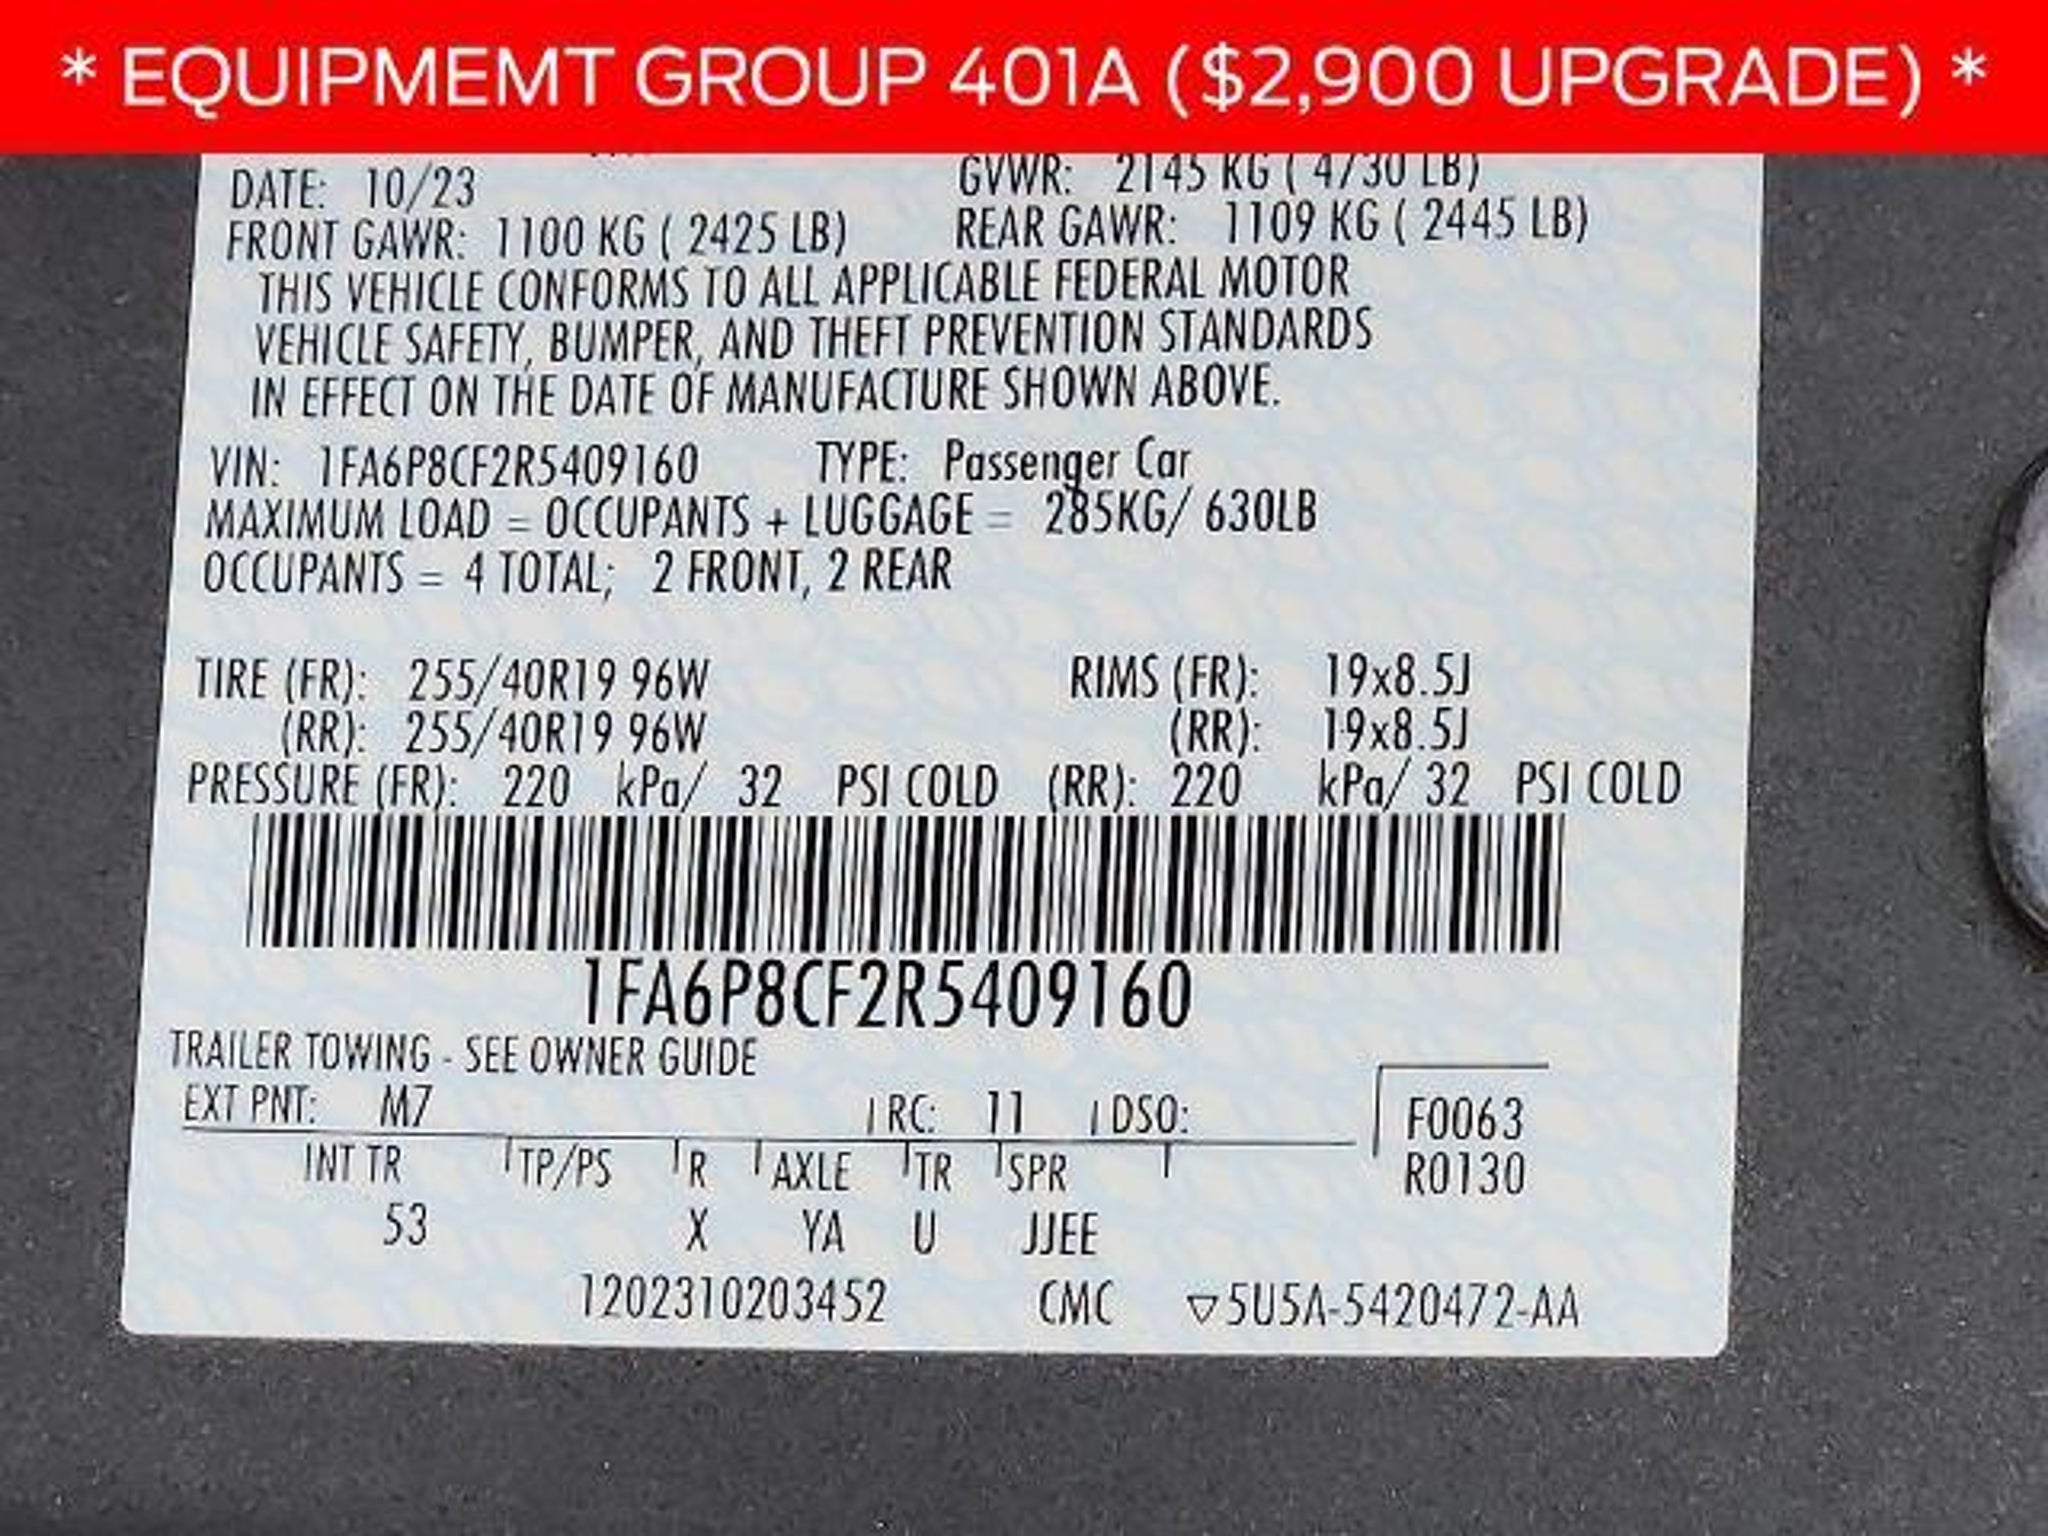 * EQUIPMEMT GROUP 401A ($2,900 UPGRADE) *
DATE: 10/23 GVWR: 2145 KG ( 4730 LB)
FRONT GAWR: 1100 KG ( 2425 LB) REAR GAWR: 1109 KG ( 2445 LB)
THIS VEHICLE CONFORMS TO ALL APPLICABLE FEDERAL MOTOR
VEHICLE SAFETY, BUMPER, AND THEFT PREVENTION STANDARDS
IN EFFECT ON THE DATE OF MANUFACTURE SHOWN ABOVE.
VIN: 1FA6P8CF2R5409160 TYPE: Passenger Car
MAXIMUM LOAD = OCCUPANTS + LUGGAGE = 285KG/ 630LB
OCCUPANTS = 4 TOTAL; 2 FRONT, 2 REAR
TIRE (FR): 255/40R19 96W RIMS (FR): 19x8.5J
(RR): 255/40R19 96W (RR): 19x8.5J
PRESSURE (FR): 220 kPa/ 32 PSI COLD (RR): 220 kPa/ 32 PSI COLD
1FA6P8CF2R5409160
TRAILER TOWING - SEE OWNER GUIDE
EXT PNT: M7 RC: 11 DSO: F0063
INT TR TP/PS R AXLE TR SPR R0130
53 X YA U JJEE
1202310203452 CMC ▽5U5A-5420472-AA